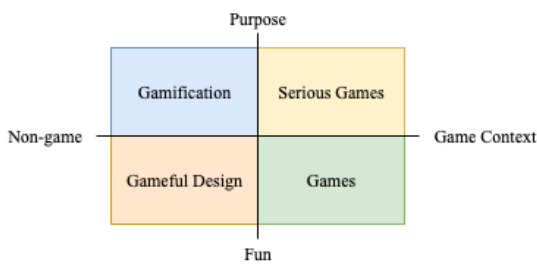 Purpose
Gamification
Serious Games
Non-game
Game Context
Gameful Design
Games
Fun